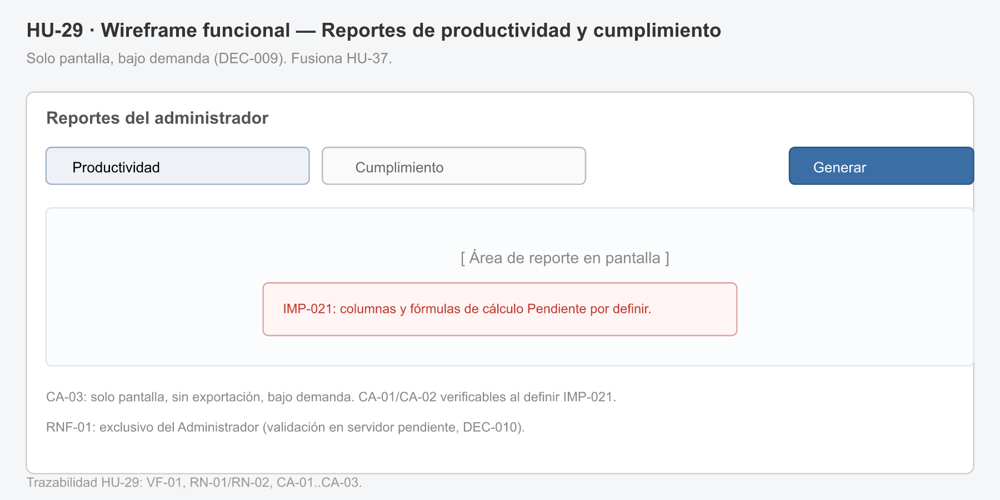 HU-29 · Wireframe funcional — Reportes de productividad y cumplimiento
Solo pantalla, bajo demanda (DEC-009). Fusiona HU-37.
Reportes del administrador
Productividad
Cumplimiento
Generar
[ Área de reporte en pantalla ]
IMP-021: columnas y fórmulas de cálculo Pendiente por definir.
CA-03: solo pantalla, sin exportación, bajo demanda. CA-01/CA-02 verificables al definir IMP-021.
RNF-01: exclusivo del Administrador (validación en servidor pendiente, DEC-010).
Trazabilidad HU-29: VF-01, RN-01/RN-02, CA-01..CA-03.